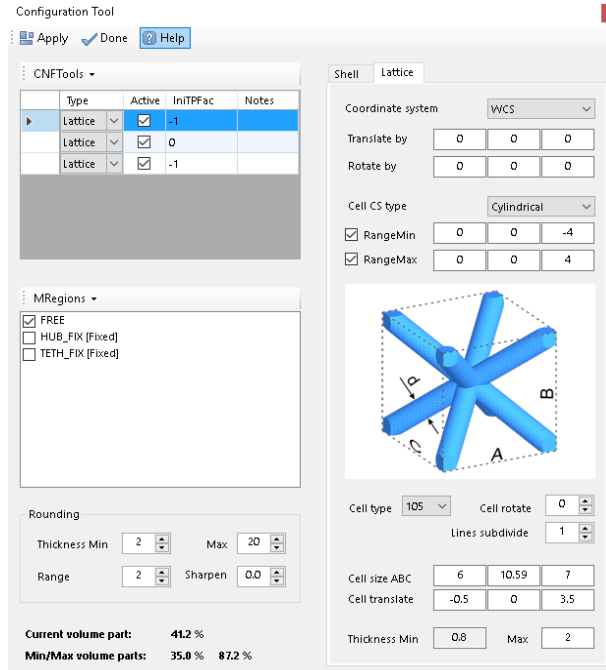 Configuration Tool
Apply Done Help
CNFTools
Type Active IniTPFac Notes
Lattice -1
Lattice 0
Lattice -1
MRegions
FREE
HUB_FIX [Fixed]
TETH_FIX [Fixed]
Rounding
Thickness Min 2 Max 20
Range 2 Sharpen 0.0
Current volume part: 41.2 %
Min/Max volume parts: 35.0 % 87.2 %
Shell Lattice
Coordinate system WCS
Translate by 0 0 0
Rotate by 0 0 0
Cell CS type Cylindrical
RangeMin 0 0 -4
RangeMax 0 0 4
d
B
C
A
Cell type 105 Cell rotate 0
Lines subdivide 1
Cell size ABC 6 10.59 7
Cell translate -0.5 0 3.5
Thickness Min 0.8 Max 2